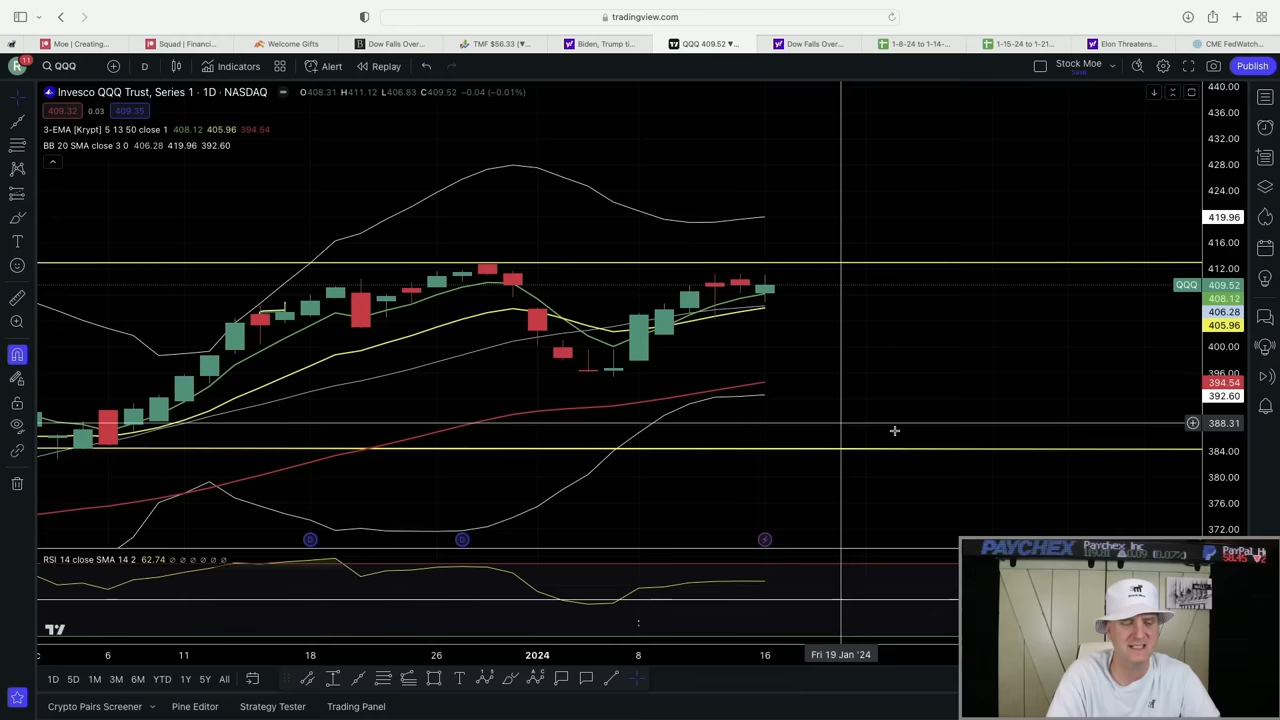 tradingview.com
Moe | Creating...
Squad | Financi...
Welcome Gifts
Dow Falls Over...
TMF $56.33 (▼...
Biden, Trump ti...
QQQ 409.52 ▼...
Dow Falls Over...
1-8-24 to 1-14-...
1-15-24 to 1-21...
Elon Threatens...
CME FedWatch...
R 11 QQQ D Indicators Alert Replay Stock Moe Save Publish
Invesco QQQ Trust, Series 1 · 1D · NASDAQ O408.31 H411.12 L406.83 C409.52 −0.04 (−0.01%)
409.32 0.03 409.35
3-EMA [Krypt] 5 13 50 close 1 408.12 405.96 394.54
BB 20 SMA close 3 0 406.28 419.96 392.60
440.00
436.00
432.00
428.00
424.00
419.96
416.00
412.00
QQQ 409.52
408.12
406.28
405.96
400.00
396.00
394.54
392.60
388.31
384.00
380.00
376.00
372.00
D D
RSI 14 close SMA 14 2 62.74 ∅ ∅ ∅ ∅ ∅ ∅
6 11 18 26 2024 8 16 Fri 19 Jan '24
1D 5D 1M 3M 6M YTD 1Y 5Y All
Crypto Pairs Screener Pine Editor Strategy Tester Trading Panel
PAYCHEX Paychex Inc
58.45